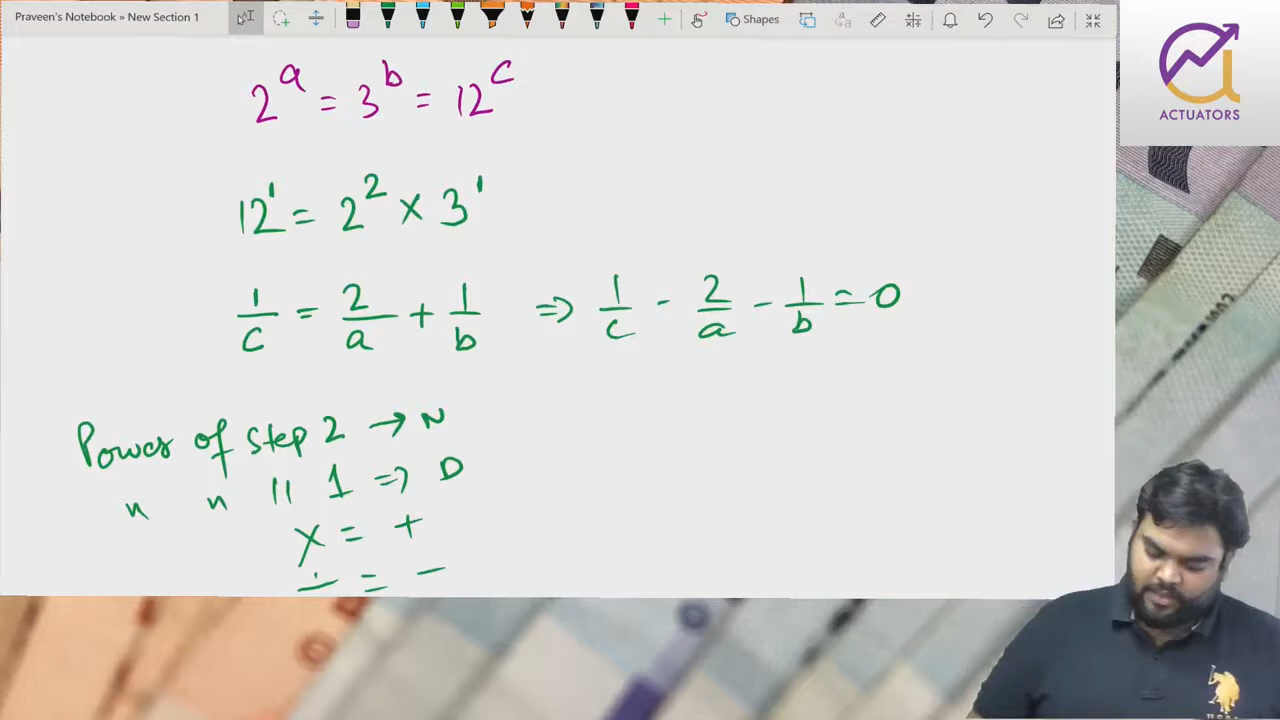 Praveen's Notebook » New Section 1
Shapes
ACTUATORS
2^a = 3^b = 12^c
12^1 = 2^2 × 3^1
1/c = 2/a + 1/b ⇒ 1/c - 2/a - 1/b = 0
Power of Step 2 → N
" " " 1 ⇒ D
× = +
÷ = −